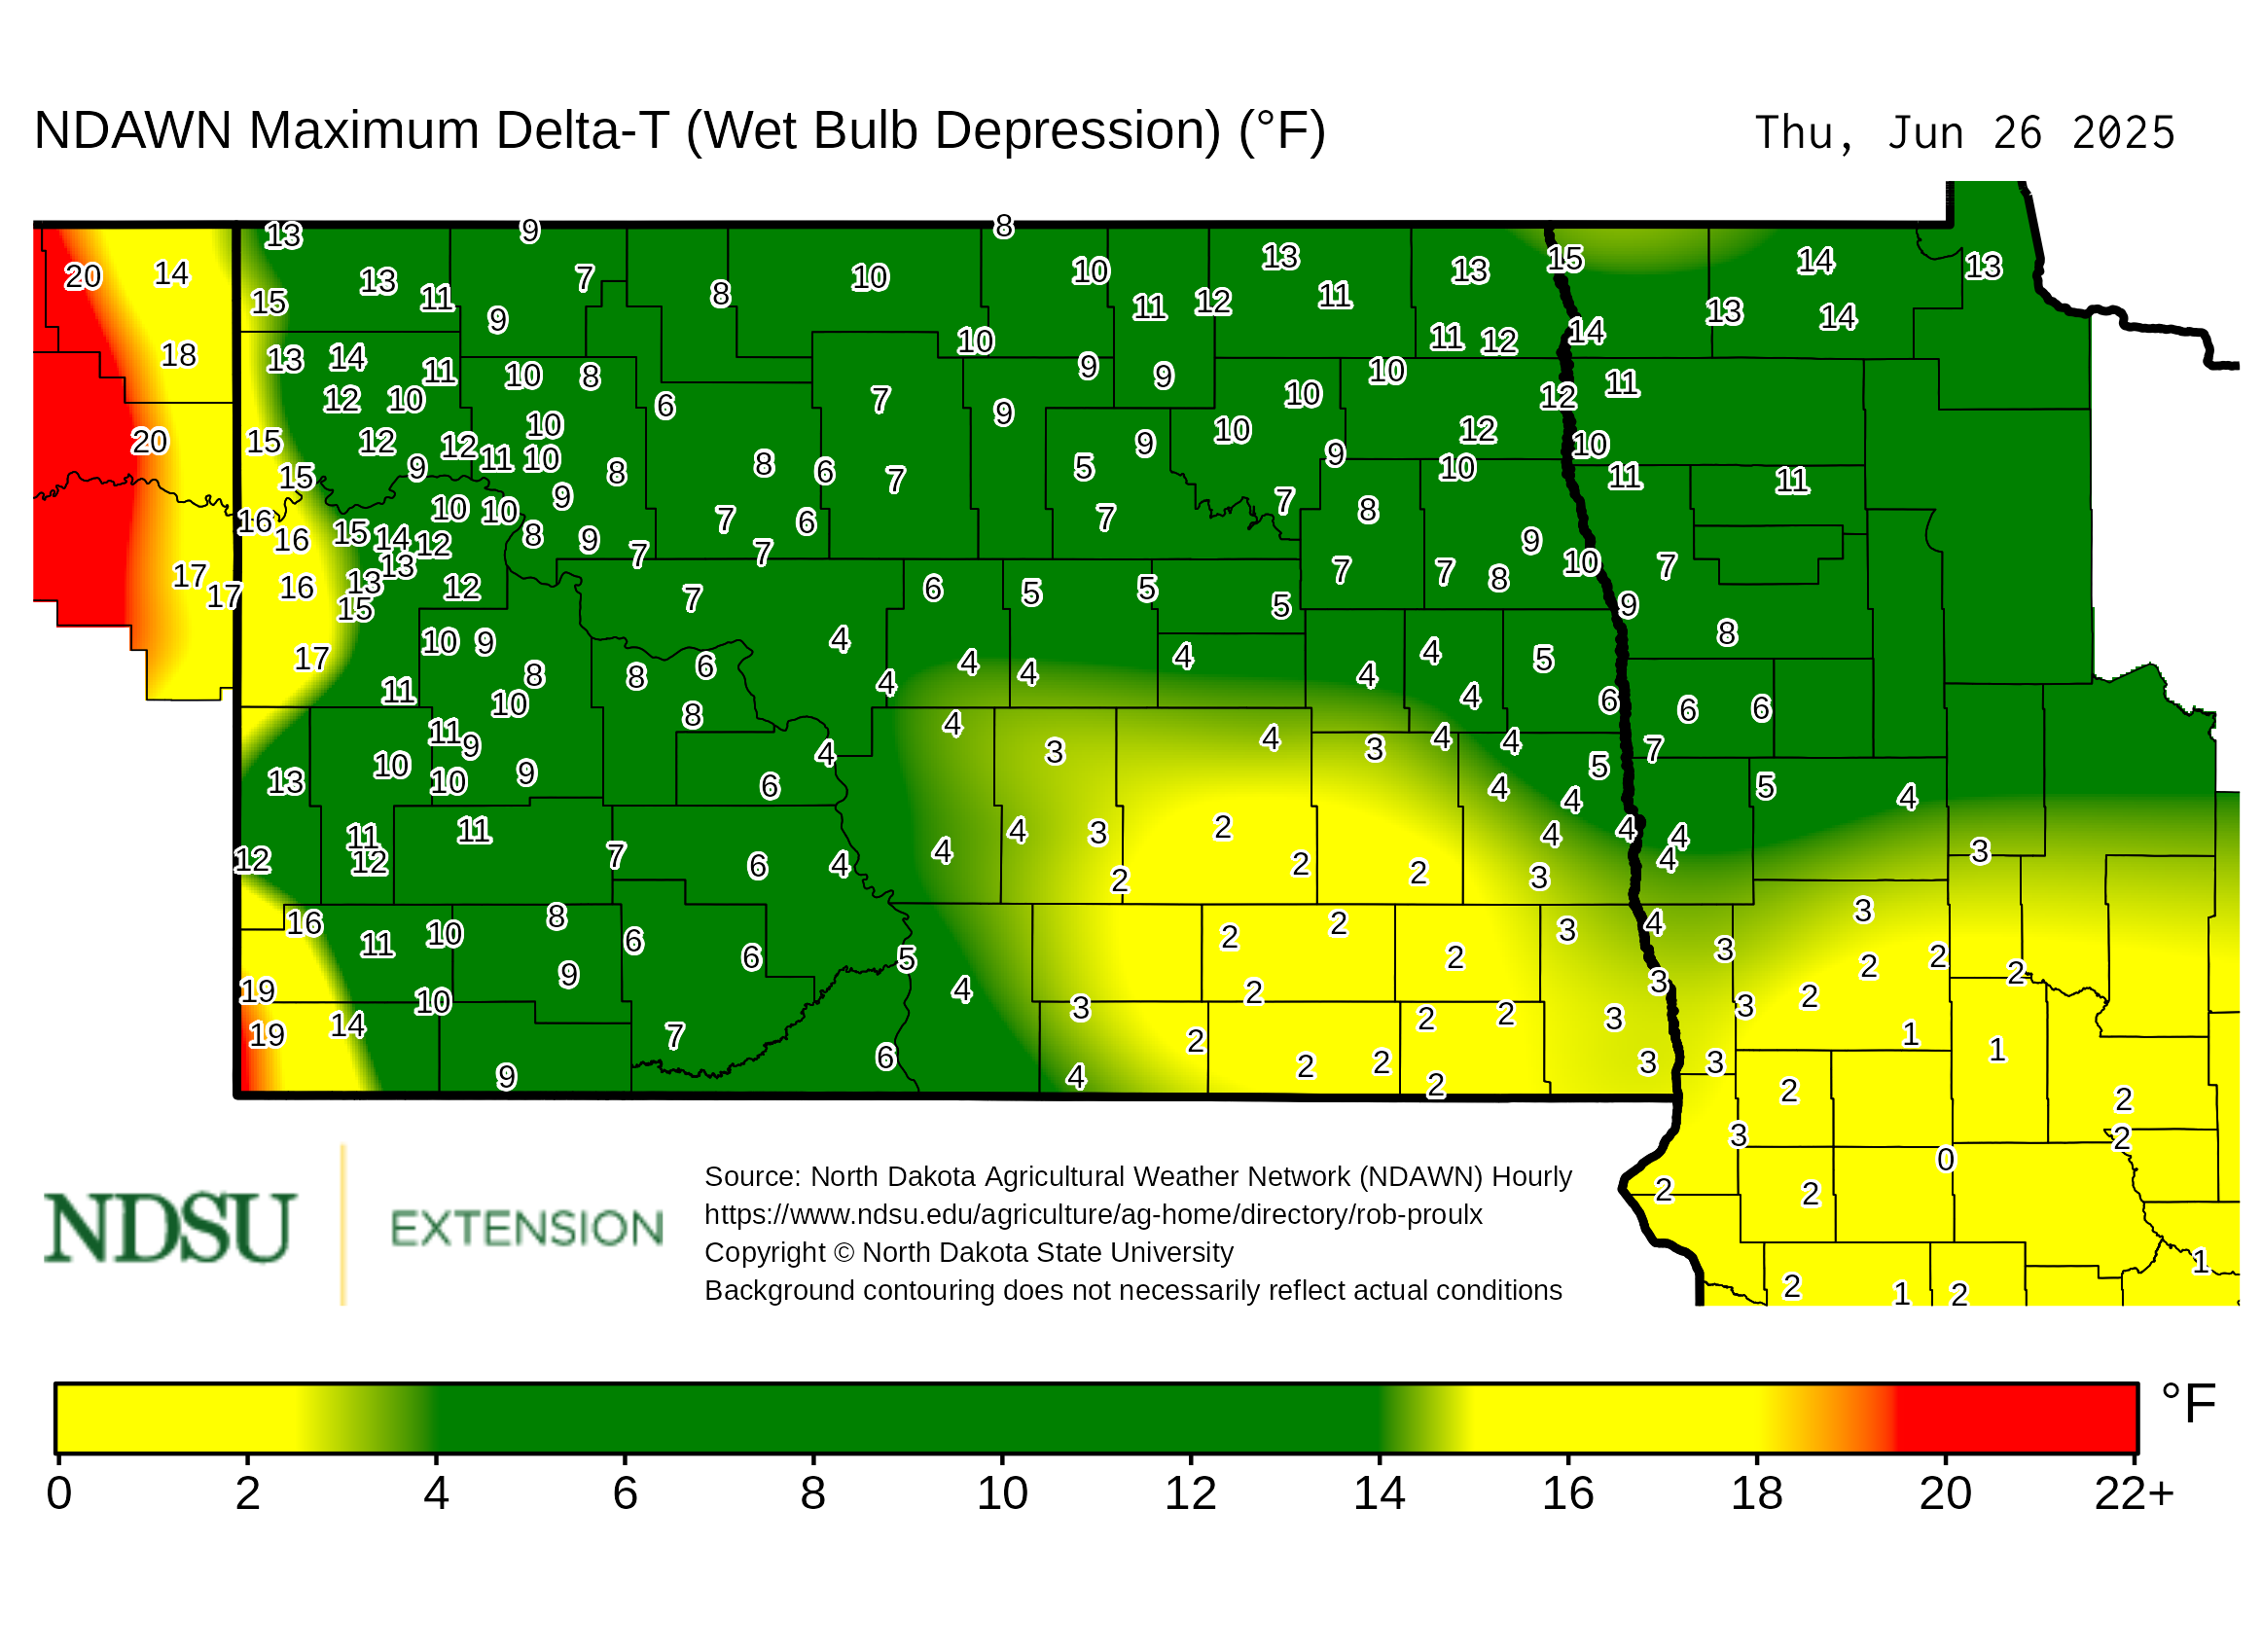 NDAWN Maximum Delta-T (Wet Bulb Depression) (°F)
Thu, Jun 26 2025
13 9 8
20 14 13 11 7 8 10 10 13 13 15 14 13
15 9 11 12 11 13 14
18 13 14 11 10 8 10 9 9 10 11 12 14
12 10 6 7 9 10 12 11
20 15 12 12 10 8 6 9 10 12 10
15 9 11 10 8 7 5 9 10 11 11
16 10 10 9 7 6 7 7 8
16 15 14 12 8 9 7 7 9 10 7
17 17 16 13 13 12 7 6 5 5 7 7 8
15 5 9
17 10 9 4 4 4 5 8
11 8 8 6 4 4 4 4
10 8 4 6 6 6
11 9 4 3 4 3 4 4 7
13 10 10 9 6 5 5
4 4 4
12 11 12 11 7 6 4 4 4 3 2 4 4 4
4 2 2 2 3 3
16 11 10 8 6 2 2 3 4 3
19 9 6 5 2 3 2 2 2
10 4 2 3 3 2
19 14 7 3 2 2 3 1
9 6 4 2 2 2 3 3 1
2 2 2
3 2
0
2 2
1
2 1 2
NDSU
EXTENSION
Source: North Dakota Agricultural Weather Network (NDAWN) Hourly
https://www.ndsu.edu/agriculture/ag-home/directory/rob-proulx
Copyright © North Dakota State University
Background contouring does not necessarily reflect actual conditions
°F
0 2 4 6 8 10 12 14 16 18 20 22+